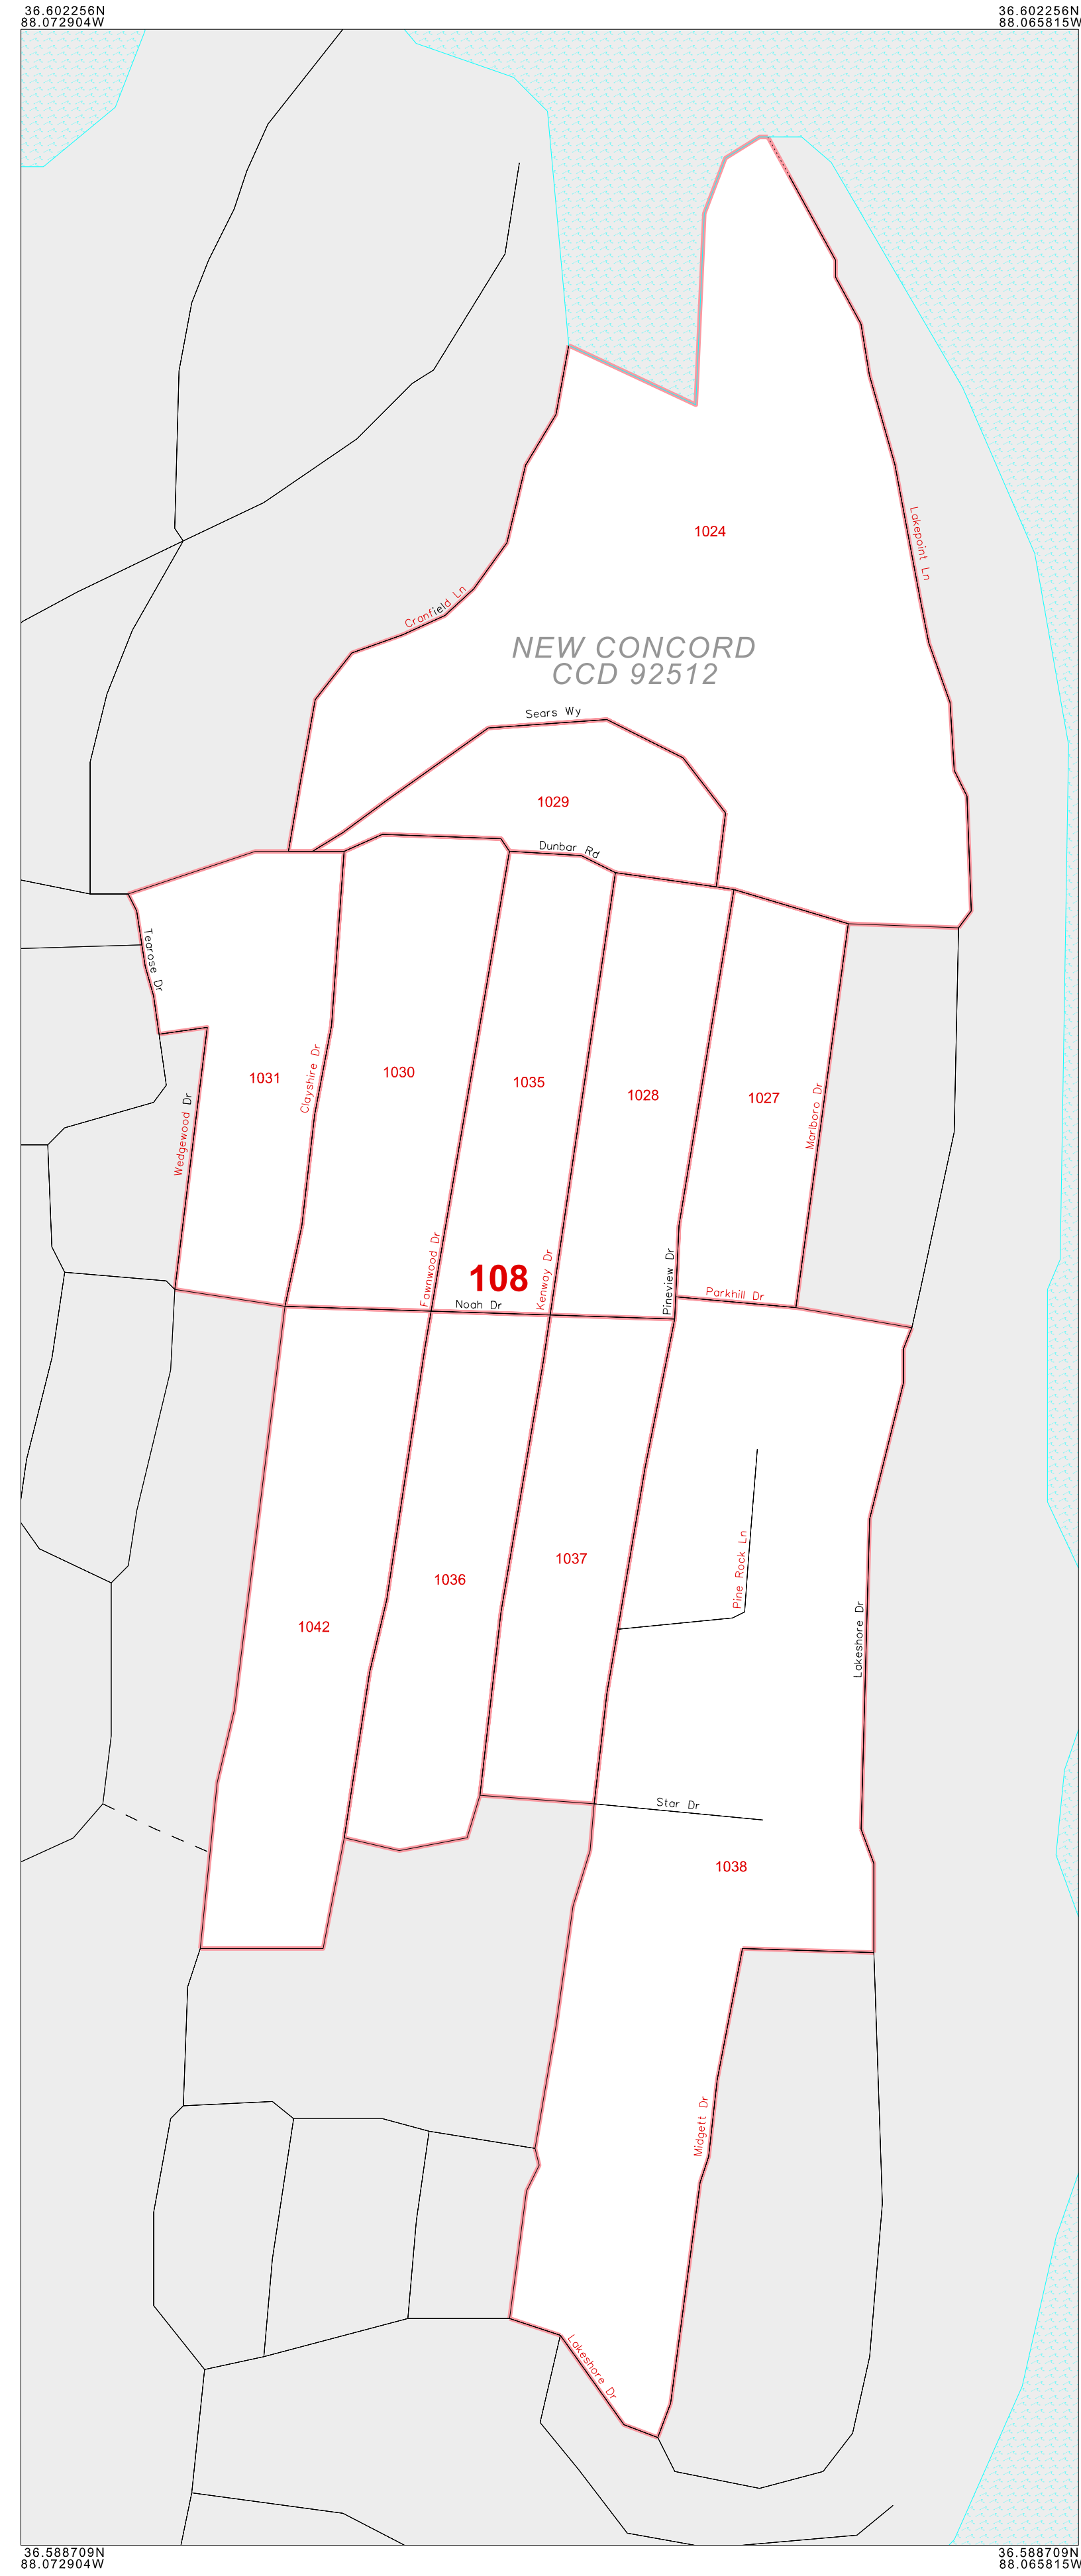 36.602256N
88.072904W
36.602256N
88.065815W
1024
Lakepoint Ln
Cranfield Ln
NEW CONCORD
CCD 92512
Sears Wy
1029
Dunbar Rd
Tearose Dr
1031
1030
1035
1028
1027
Clayshire Dr
Marlboro Dr
Wedgewood Dr
Fawnwood Dr
108
Kenway Dr
Pineview Dr
Parkhill Dr
Noah Dr
1037
Pine Rock Ln
1036
1042
Lakeshore Dr
Star Dr
1038
Midgett Dr
Lakeshore Dr
36.588709N
88.072904W
36.588709N
88.065815W